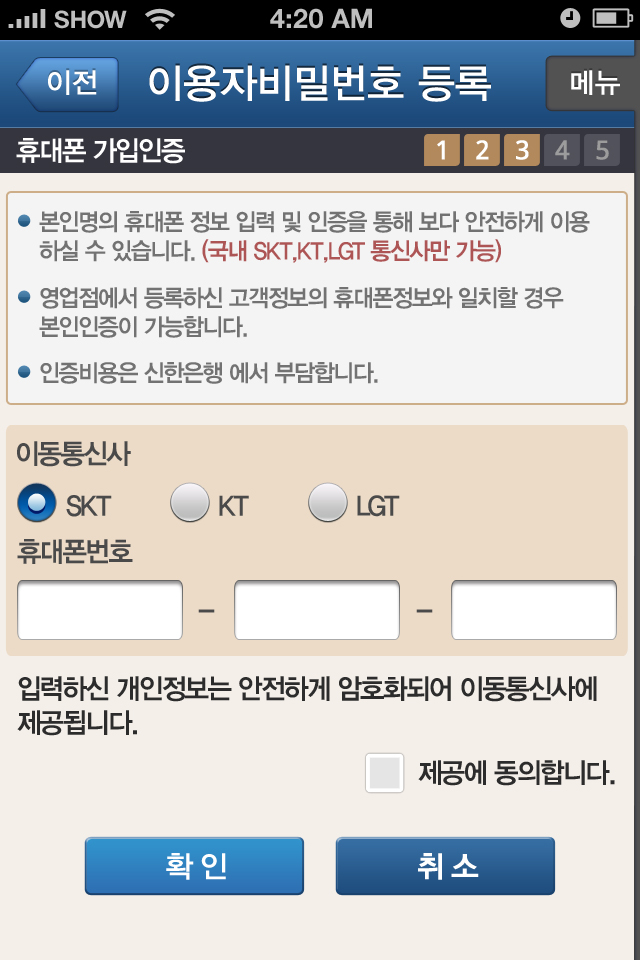 SHOW 4:20 AM
이전 이용자비밀번호 등록 메뉴
휴대폰 가입인증 1 2 3 4 5
본인명의 휴대폰 정보 입력 및 인증을 통해 보다 안전하게 이용
하실 수 있습니다. (국내 SKT,KT,LGT 통신사만 가능)
영업점에서 등록하신 고객정보의 휴대폰정보와 일치할 경우
본인인증이 가능합니다.
인증비용은 신한은행 에서 부담합니다.
이동통신사
SKT KT LGT
휴대폰번호
– –
입력하신 개인정보는 안전하게 암호화되어 이동통신사에
제공됩니다.
제공에 동의합니다.
확인 취소